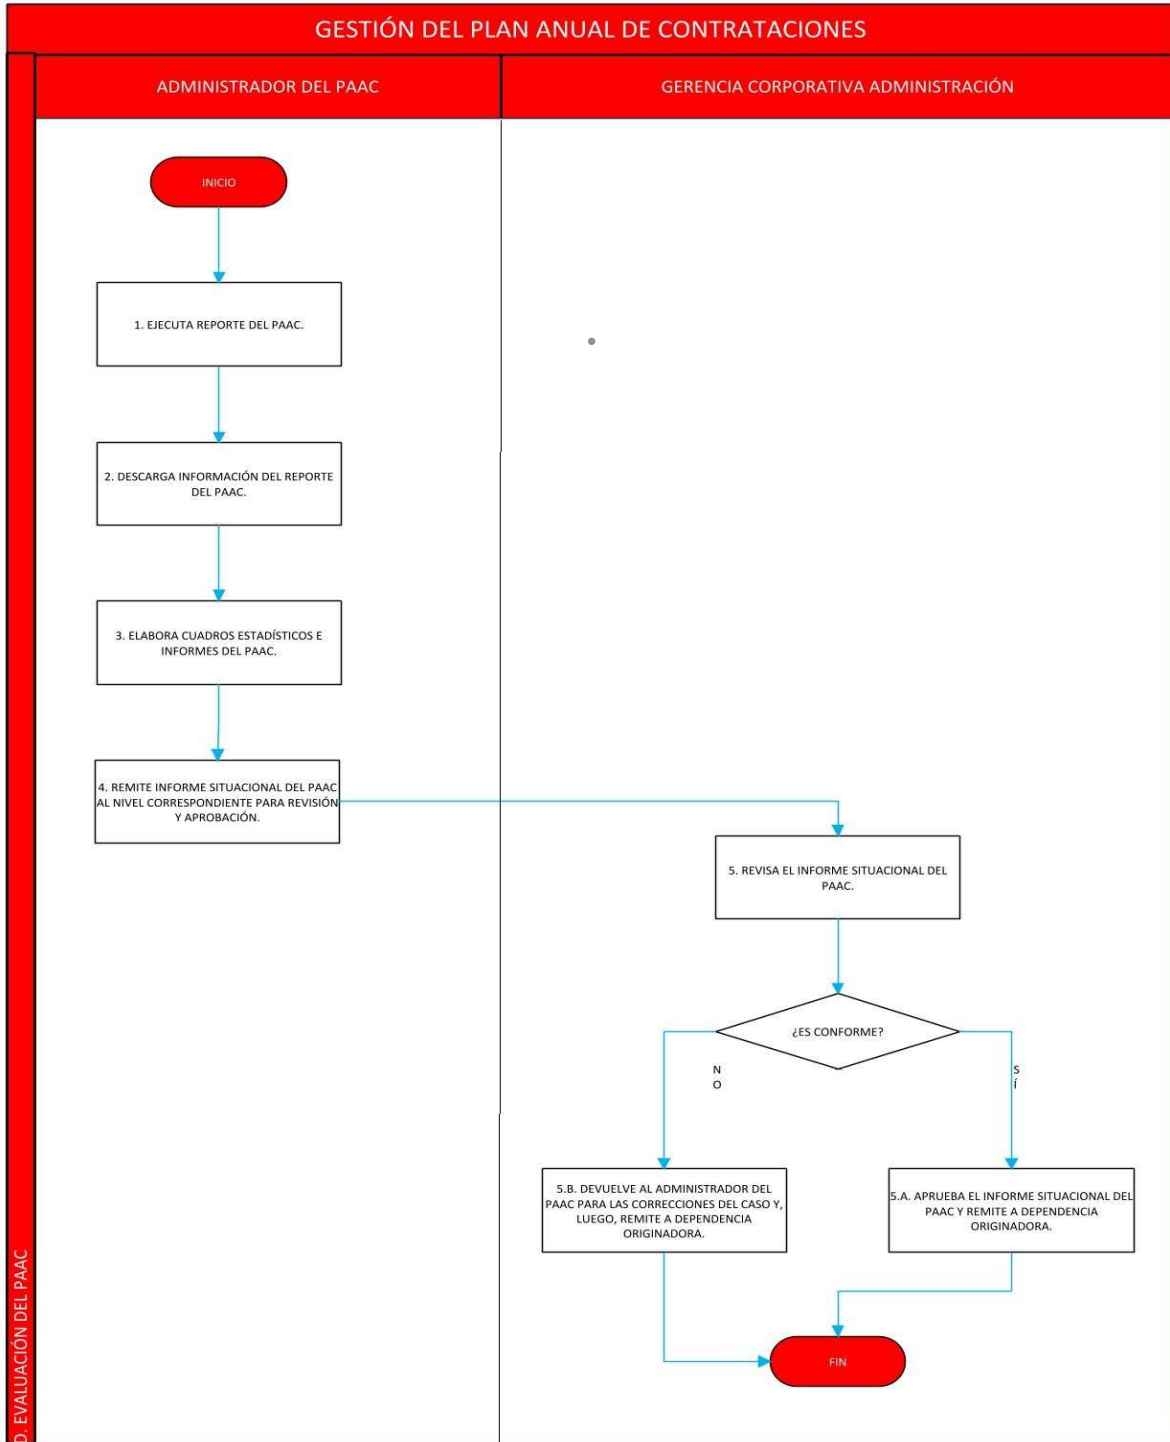 GESTIÓN DEL PLAN ANUAL DE CONTRATACIONES
ADMINISTRADOR DEL PAAC
GERENCIA CORPORATIVA ADMINISTRACIÓN
INICIO
1. EJECUTA REPORTE DEL PAAC.
2. DESCARGA INFORMACIÓN DEL REPORTE
DEL PAAC.
3. ELABORA CUADROS ESTADÍSTICOS E
INFORMES DEL PAAC.
4. REMITE INFORME SITUACIONAL DEL PAAC
AL NIVEL CORRESPONDIENTE PARA REVISIÓN
Y APROBACIÓN.
5. REVISA EL INFORME SITUACIONAL DEL
PAAC.
¿ES CONFORME?
N
O
S
Í
5.B. DEVUELVE AL ADMINISTRADOR DEL
PAAC PARA LAS CORRECCIONES DEL CASO Y,
LUEGO, REMITE A DEPENDENCIA
ORIGINADORA.
5.A. APRUEBA EL INFORME SITUACIONAL DEL
PAAC Y REMITE A DEPENDENCIA
ORIGINADORA.
FIN
D. EVALUACIÓN DEL PAAC